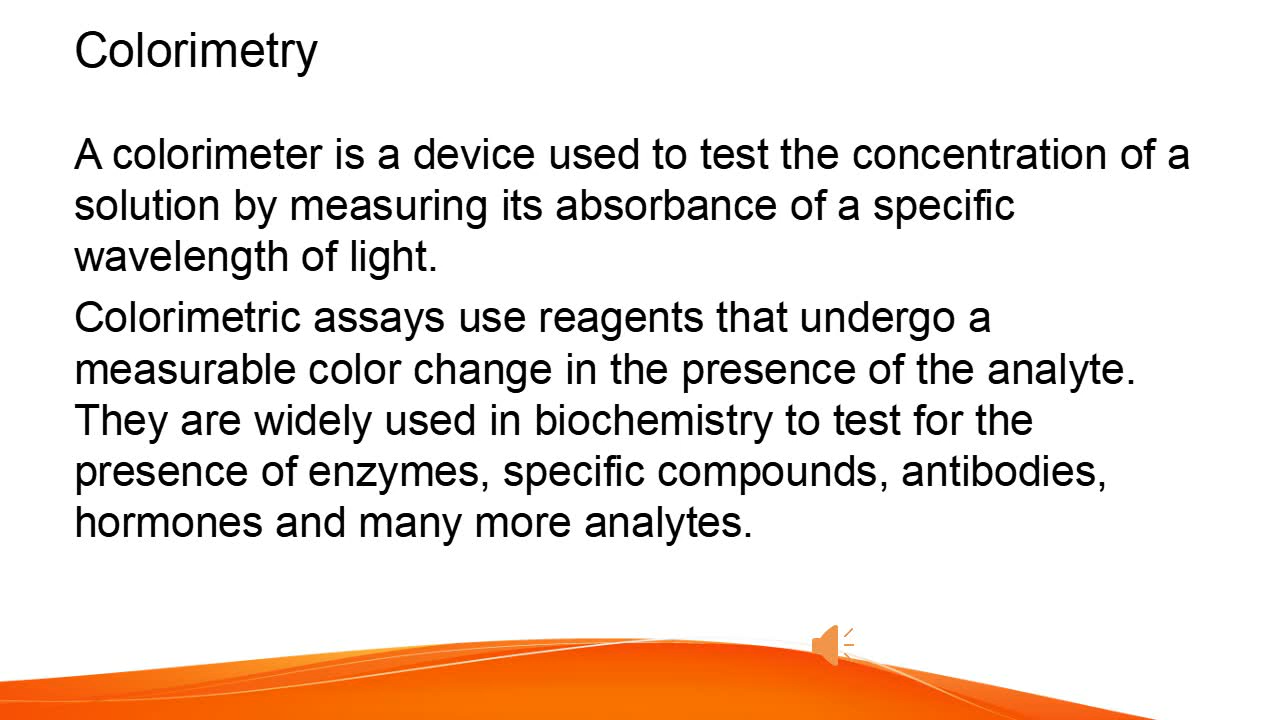 Colorimetry
A colorimeter is a device used to test the concentration of a
solution by measuring its absorbance of a specific
wavelength of light.
Colorimetric assays use reagents that undergo a
measurable color change in the presence of the analyte.
They are widely used in biochemistry to test for the
presence of enzymes, specific compounds, antibodies,
hormones and many more analytes.